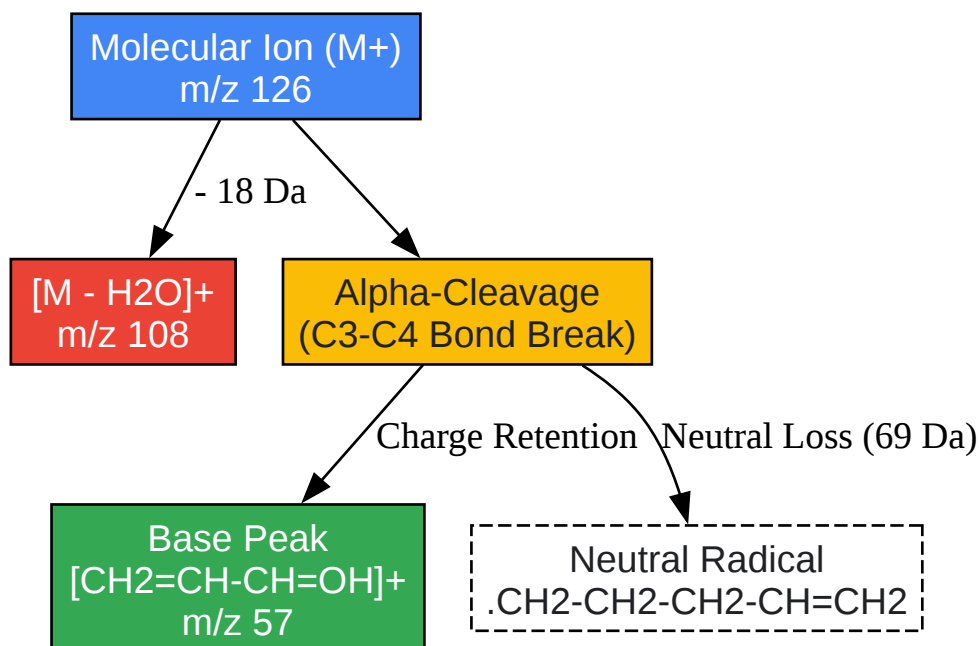 Molecular Ion (M+)
m/z 126
- 18 Da
[M - H2O]+
m/z 108
Alpha-Cleavage
(C3-C4 Bond Break)
Charge Retention
Neutral Loss (69 Da)
Base Peak
[CH2=CH-CH=OH]+
m/z 57
Neutral Radical
.CH2-CH2-CH2-CH=CH2